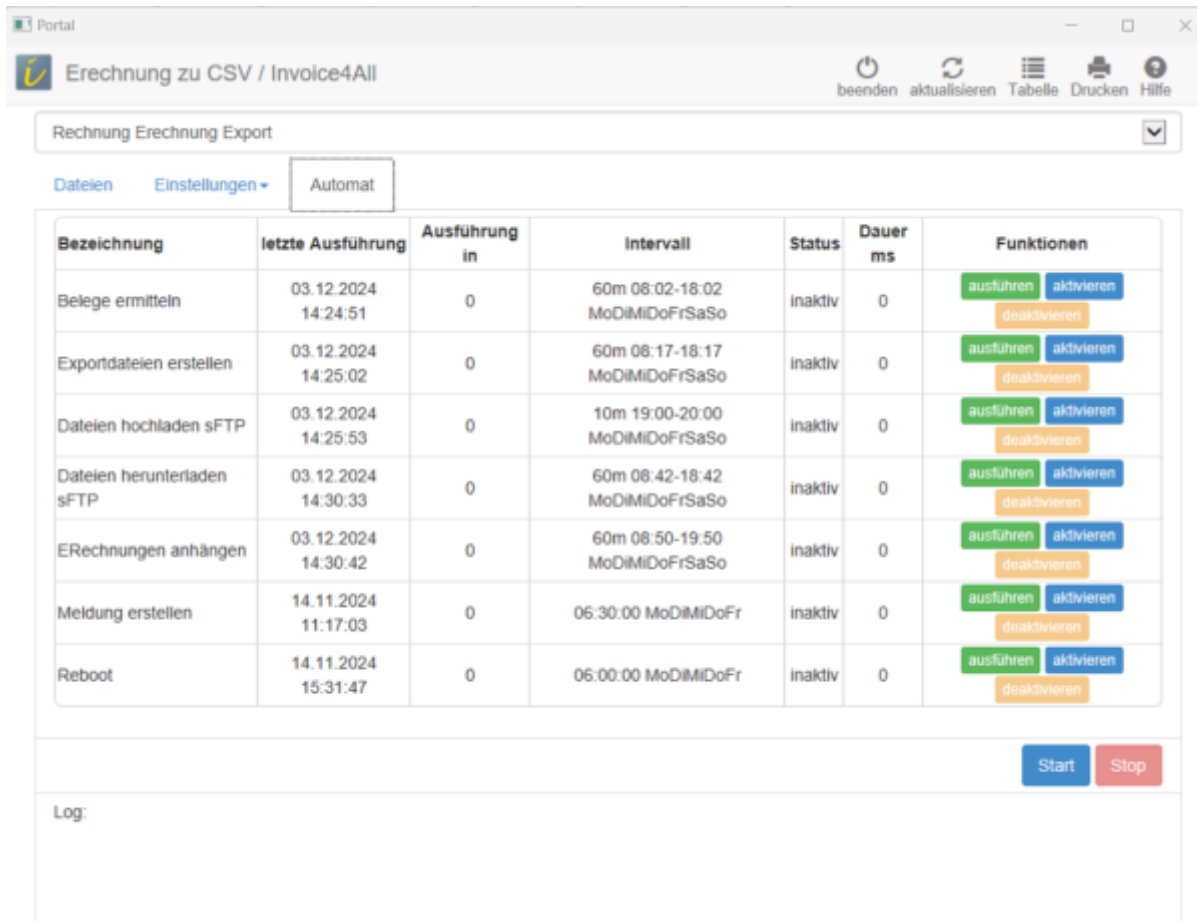 Portal
Erechnung zu CSV / Invoice4All
beenden aktualisieren Tabelle Drucken Hilfe
Rechnung Erechnung Export
Dateien Einstellungen Automat
Bezeichnung letzte Ausführung Ausführung in Intervall Status Dauer ms Funktionen
Belege ermitteln 03.12.2024 14:24:51 0 60m 08:02-18:02 MoDiMiDoFrSaSo inaktiv 0 ausführen aktivieren deaktivieren
Exportdateien erstellen 03.12.2024 14:25:02 0 60m 08:17-18:17 MoDiMiDoFrSaSo inaktiv 0 ausführen aktivieren deaktivieren
Dateien hochladen sFTP 03.12.2024 14:25:53 0 10m 19:00-20:00 MoDiMiDoFrSaSo inaktiv 0 ausführen aktivieren deaktivieren
Dateien herunterladen sFTP 03.12.2024 14:30:33 0 60m 08:42-18:42 MoDiMiDoFrSaSo inaktiv 0 ausführen aktivieren deaktivieren
ERechnungen anhängen 03.12.2024 14:30:42 0 60m 08:50-19:50 MoDiMiDoFrSaSo inaktiv 0 ausführen aktivieren deaktivieren
Meldung erstellen 14.11.2024 11:17:03 0 06:30:00 MoDiMiDoFr inaktiv 0 ausführen aktivieren deaktivieren
Reboot 14.11.2024 15:31:47 0 06:00:00 MoDiMiDoFr inaktiv 0 ausführen aktivieren deaktivieren
Start Stop
Log: